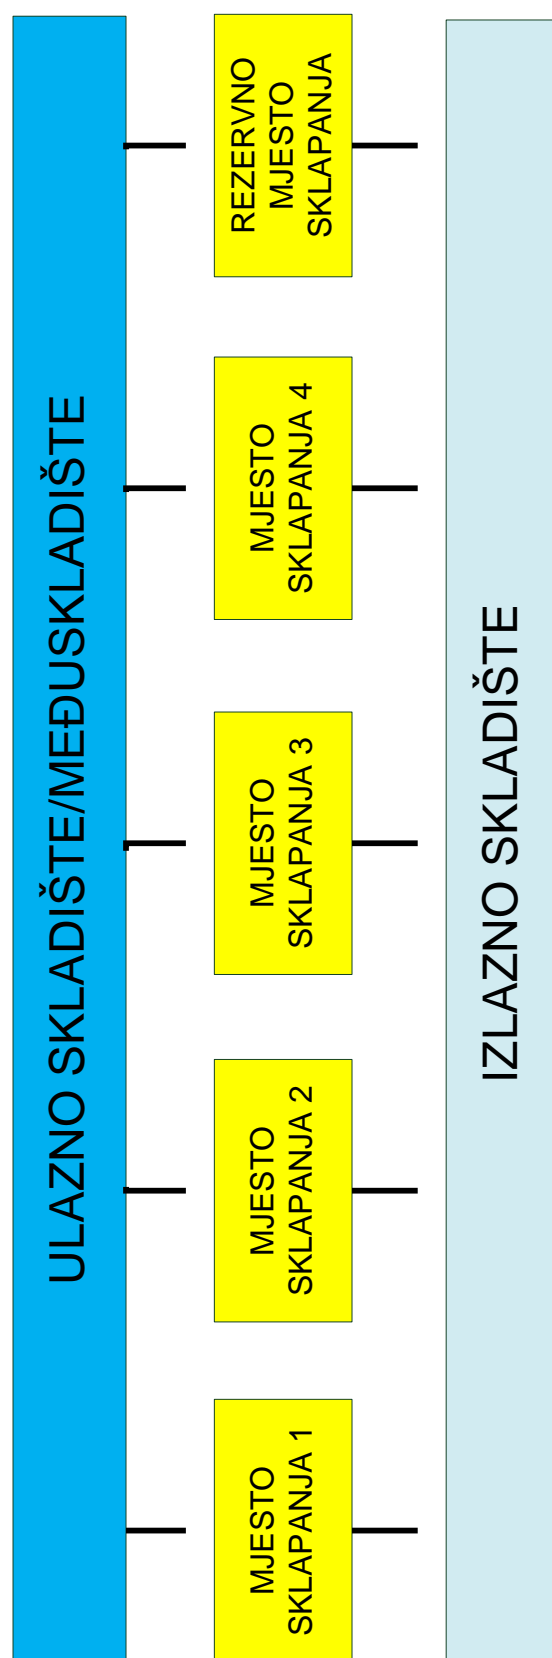 ULAZNO SKLADIŠTE/MEĐUSKLADIŠTE
MJESTO
SKLAPANJA 1
MJESTO
SKLAPANJA 2
MJESTO
SKLAPANJA 3
MJESTO
SKLAPANJA 4
REZERVNO
MJESTO
SKLAPANJA
IZLAZNO SKLADIŠTE